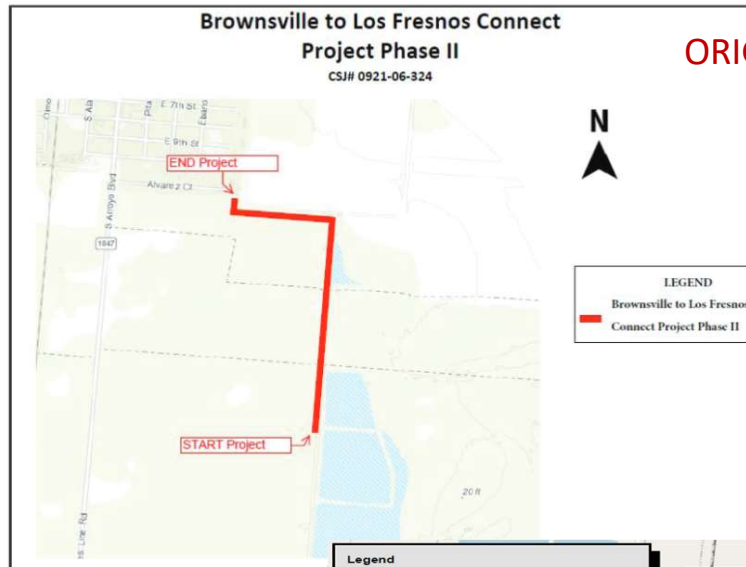 Brownsville to Los Fresnos Connect
Project Phase II
CSJ# 0921-06-324
ORIG
N
E 7th St
E 9th St
END Project
Alvarez Ct
S Arroyo Blvd
1847
START Project
20 ft
Line Rd
LEGEND
Brownsville to Los Fresnos
Connect Project Phase II
Legend